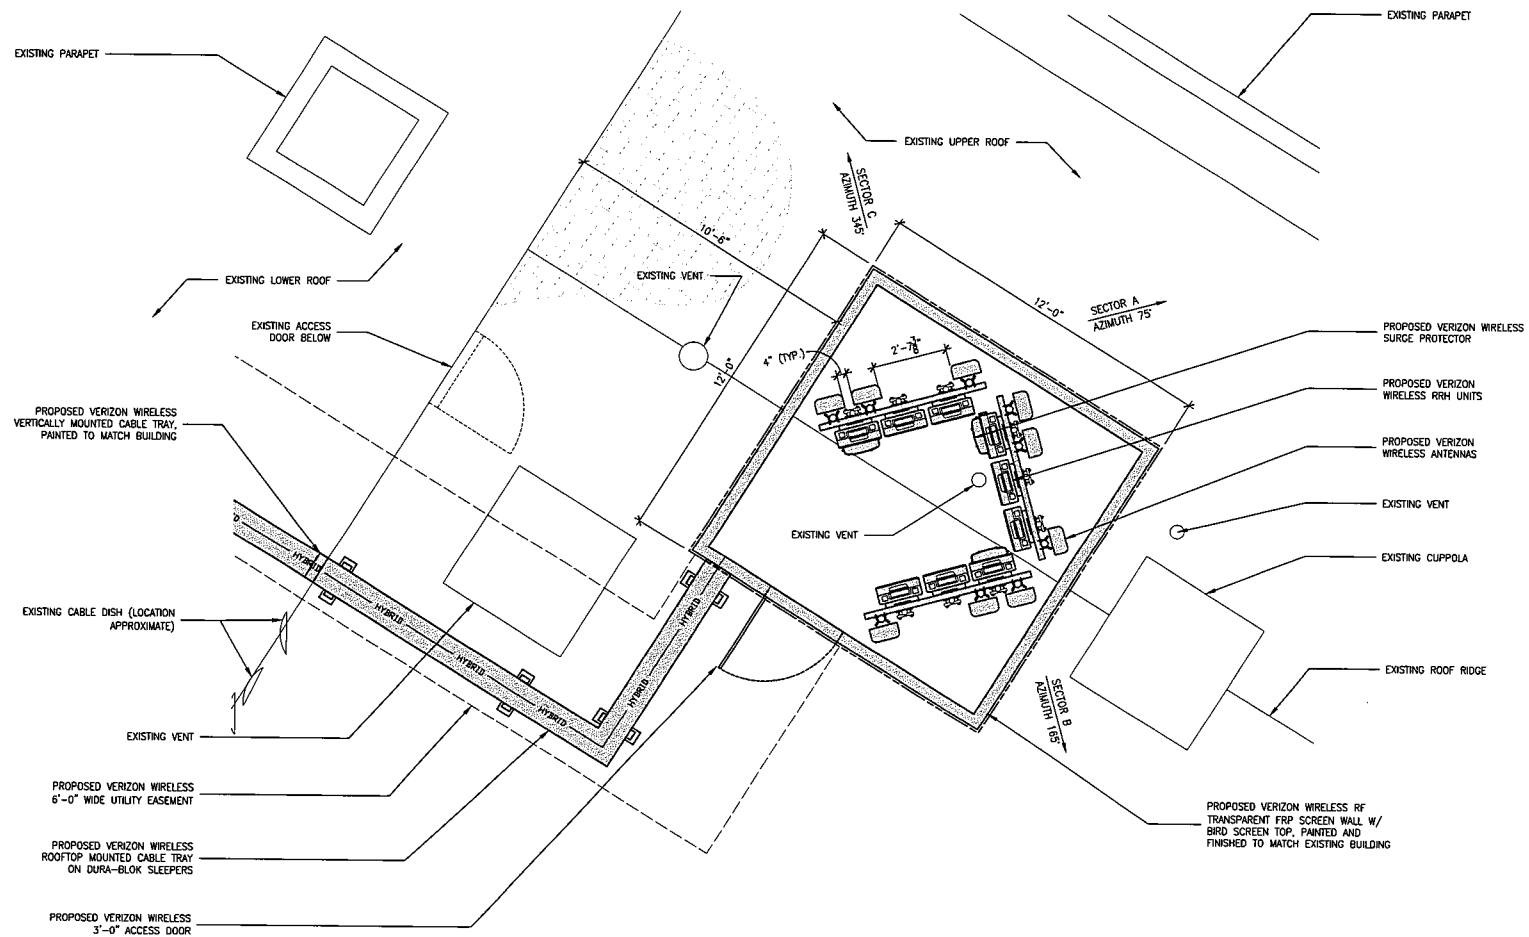 EXISTING PARAPET
EXISTING PARAPET
EXISTING UPPER ROOF
SECTOR C
AZIMUTH 345°
10'-6"
EXISTING VENT
EXISTING LOWER ROOF
12'-0"
SECTOR A
AZIMUTH 75°
EXISTING ACCESS
DOOR BELOW
12'-0"
4" (TYP.)
2'-7 3/8"
PROPOSED VERIZON WIRELESS
SURGE PROTECTOR
PROPOSED VERIZON
WIRELESS RRH UNITS
PROPOSED VERIZON WIRELESS
VERTICALLY MOUNTED CABLE TRAY,
PAINTED TO MATCH BUILDING
PROPOSED VERIZON
WIRELESS ANTENNAS
EXISTING VENT
EXISTING VENT
EXISTING CUPPOLA
HYBRID
HYBRID
HYBRID
HYBRID
HYBRID
HYBRID
EXISTING CABLE DISH (LOCATION
APPROXIMATE)
EXISTING ROOF RIDGE
SECTOR B
AZIMUTH 165°
EXISTING VENT
PROPOSED VERIZON WIRELESS
6'-0" WIDE UTILITY EASEMENT
PROPOSED VERIZON WIRELESS RF
TRANSPARENT FRP SCREEN WALL W/
BIRD SCREEN TOP, PAINTED AND
FINISHED TO MATCH EXISTING BUILDING
PROPOSED VERIZON WIRELESS
ROOFTOP MOUNTED CABLE TRAY
ON DURA-BLOK SLEEPERS
PROPOSED VERIZON WIRELESS
3'-0" ACCESS DOOR